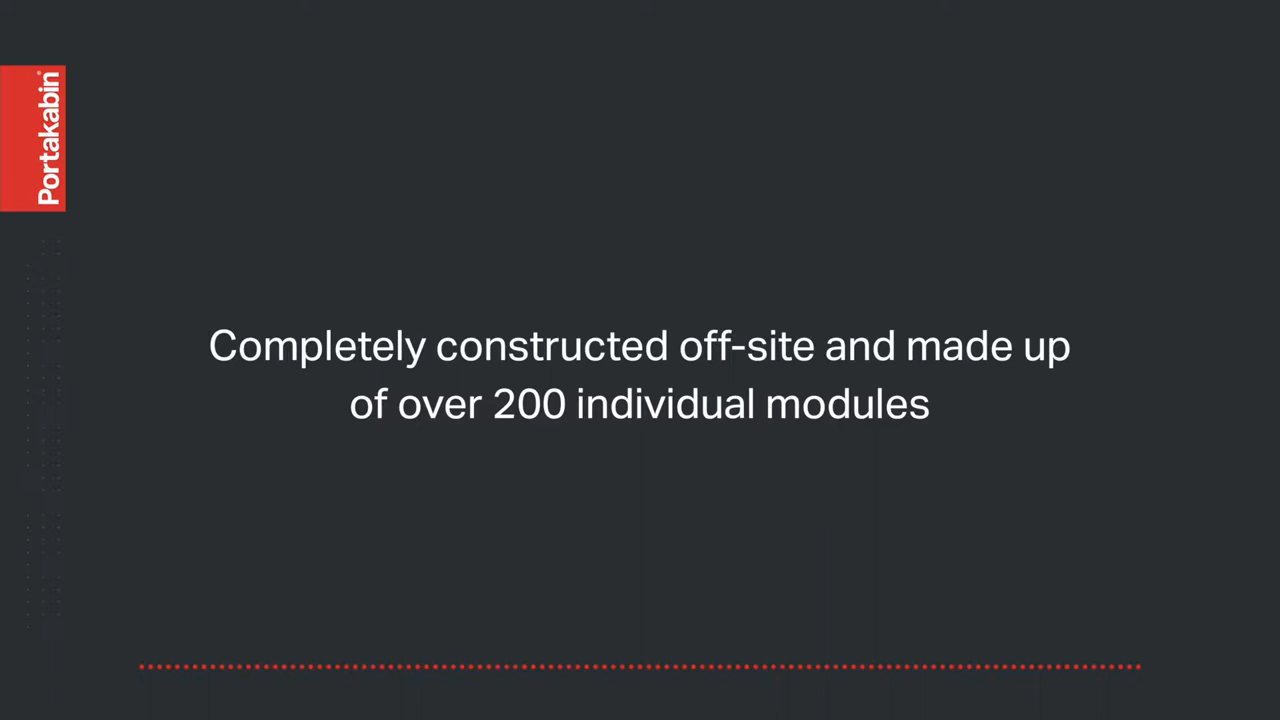 Portakabin®
Completely constructed off-site and made up
of over 200 individual modules